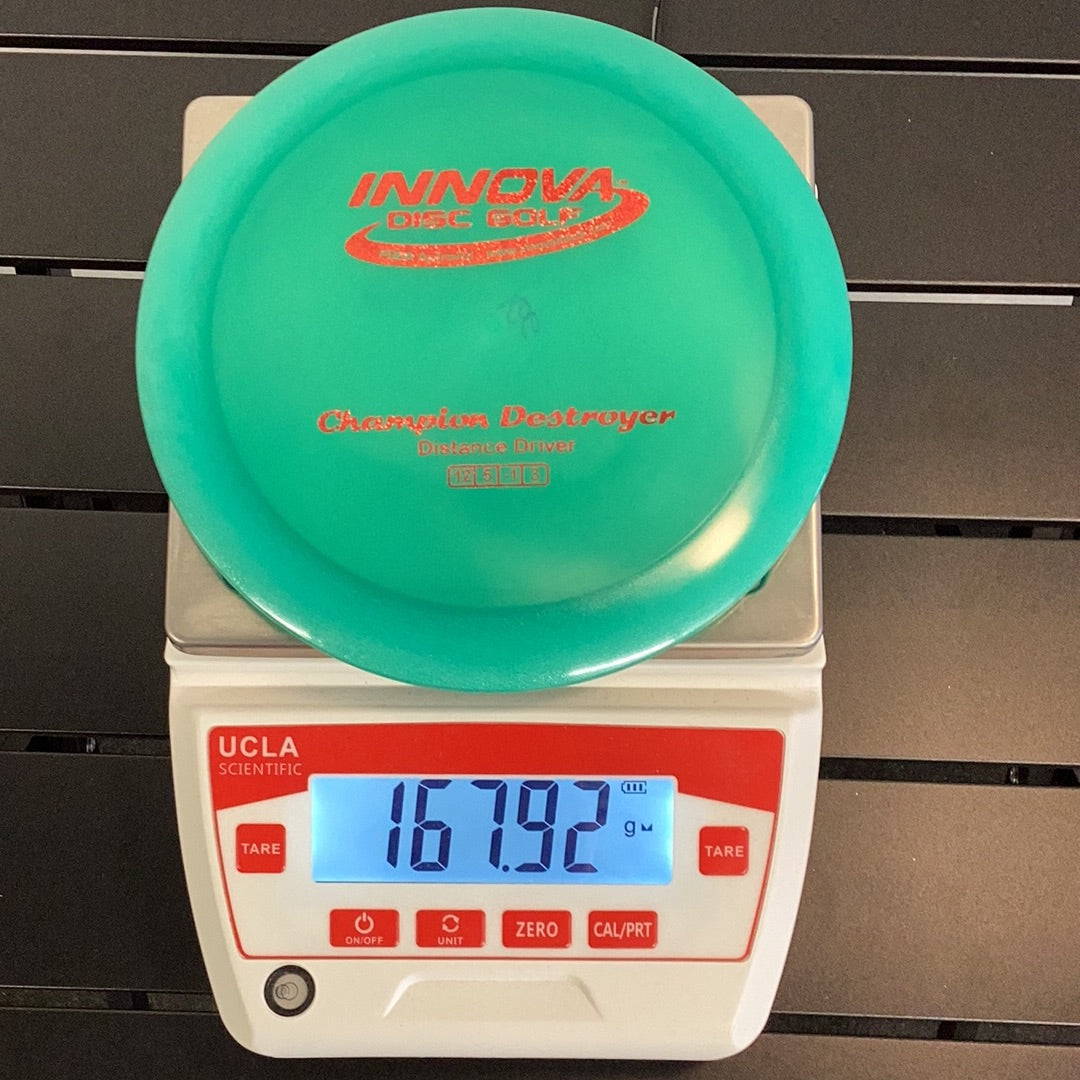 INNOVA
DISC GOLF
Champion Destroyer
Distance Driver
12 5 -1 3
UCLA
SCIENTIFIC
167.92 g
TARE
TARE
ON/OFF
UNIT
ZERO
CAL/PRT